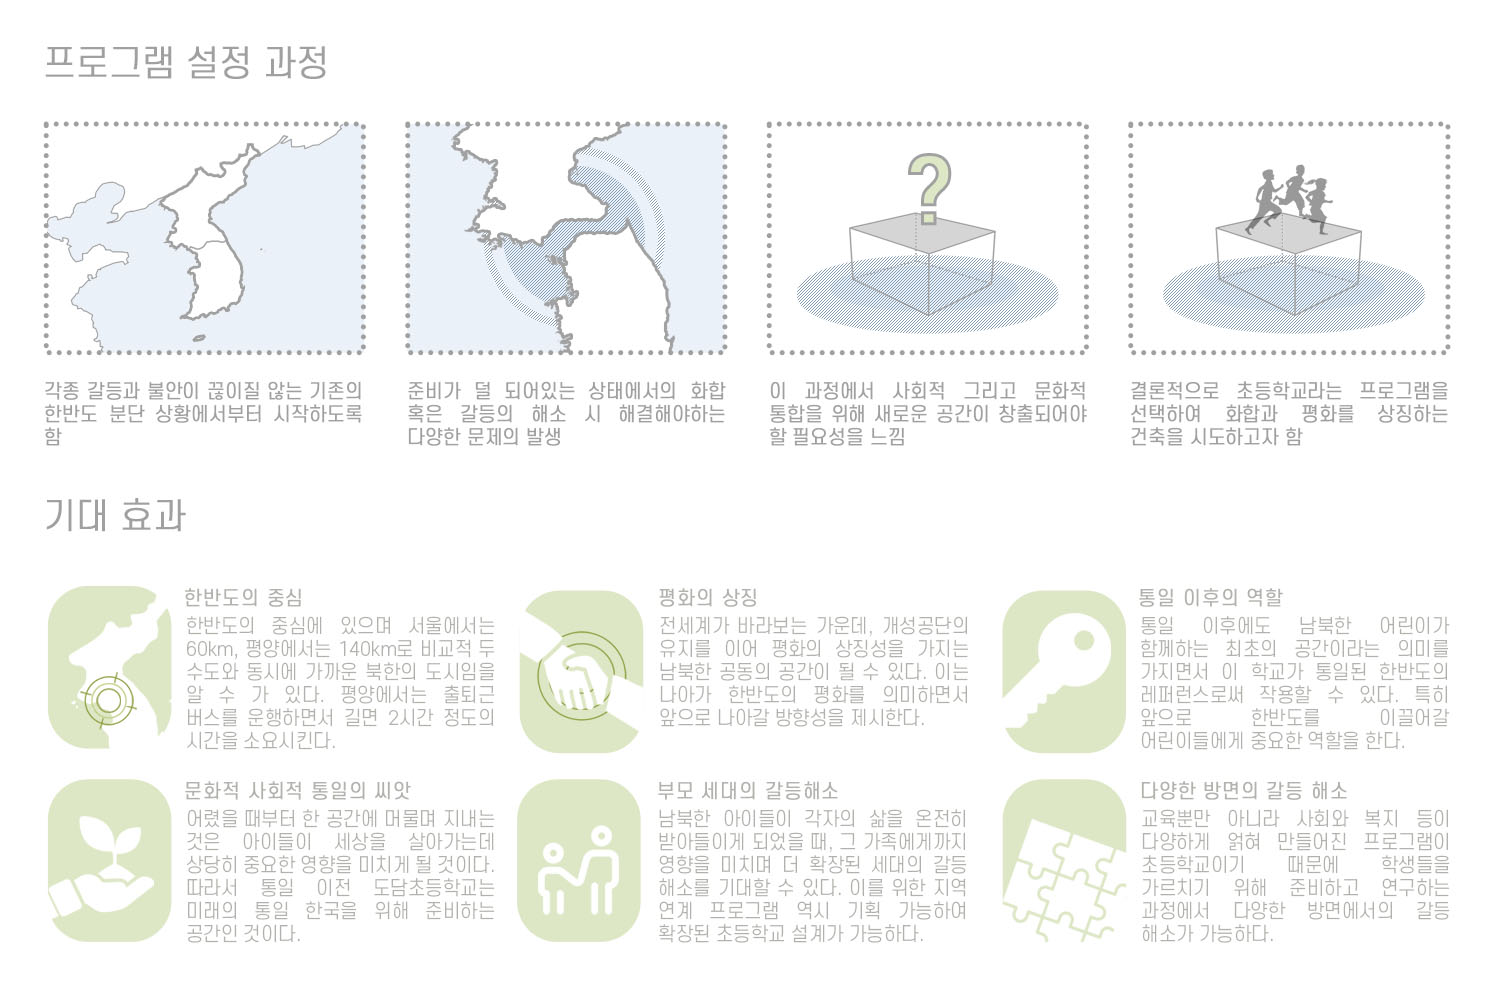 프로그램 설정 과정
각종 갈등과 불안이 끊이질 않는 기존의
한반도 분단 상황에서부터 시작하도록
함
준비가 덜 되어있는 상태에서의 화합
혹은 갈등의 해소 시 해결해야하는
다양한 문제의 발생
이 과정에서 사회적 그리고 문화적
통합을 위해 새로운 공간이 창출되어야
할 필요성을 느낌
결론적으로 초등학교라는 프로그램을
선택하여 화합과 평화를 상징하는
건축을 시도하고자 함
기대 효과
한반도의 중심
한반도의 중심에 있으며 서울에서는
60km, 평양에서는 140km로 비교적 두
수도와 동시에 가까운 북한의 도시임을
알 수 가 있다. 평양에서는 출퇴근
버스를 운행하면서 길면 2시간 정도의
시간을 소요시킨다.
평화의 상징
전세계가 바라보는 가운데, 개성공단의
유지를 이어 평화의 상징성을 가지는
남북한 공동의 공간이 될 수 있다. 이는
나아가 한반도의 평화를 의미하면서
앞으로 나아갈 방향성을 제시한다.
통일 이후의 역할
통일 이후에도 남북한 어린이가
함께하는 최초의 공간이라는 의미를
가지면서 이 학교가 통일된 한반도의
레퍼런스로써 작용할 수 있다. 특히
앞으로 한반도를 이끌어갈
어린이들에게 중요한 역할을 한다.
문화적 사회적 통일의 씨앗
어렸을 때부터 한 공간에 머물며 지내는
것은 아이들이 세상을 살아가는데
상당히 중요한 영향을 미치게 될 것이다.
따라서 통일 이전 도담초등학교는
미래의 통일 한국을 위해 준비하는
공간인 것이다.
부모 세대의 갈등해소
남북한 아이들이 각자의 삶을 온전히
받아들이게 되었을 때, 그 가족에게까지
영향을 미치며 더 확장된 세대의 갈등
해소를 기대할 수 있다. 이를 위한 지역
연계 프로그램 역시 기획 가능하여
확장된 초등학교 설계가 가능하다.
다양한 방면의 갈등 해소
교육뿐만 아니라 사회와 복지 등이
다양하게 얽혀 만들어진 프로그램이
초등학교이기 때문에 학생들을
가르치기 위해 준비하고 연구하는
과정에서 다양한 방면에서의 갈등
해소가 가능하다.